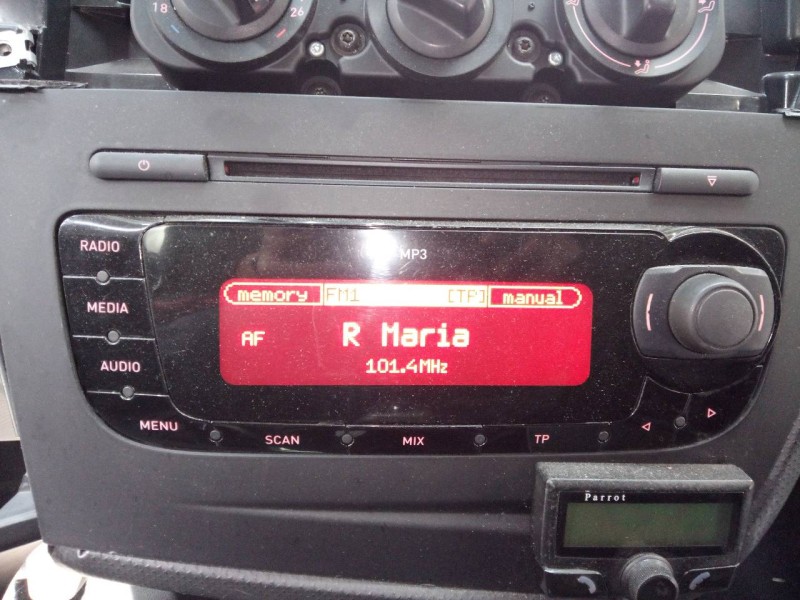 18 26
MP3
RADIO
memory FM1 [TP] manual
MEDIA
AF R Maria
101.4MHz
AUDIO
MENU SCAN MIX TP
Parrot